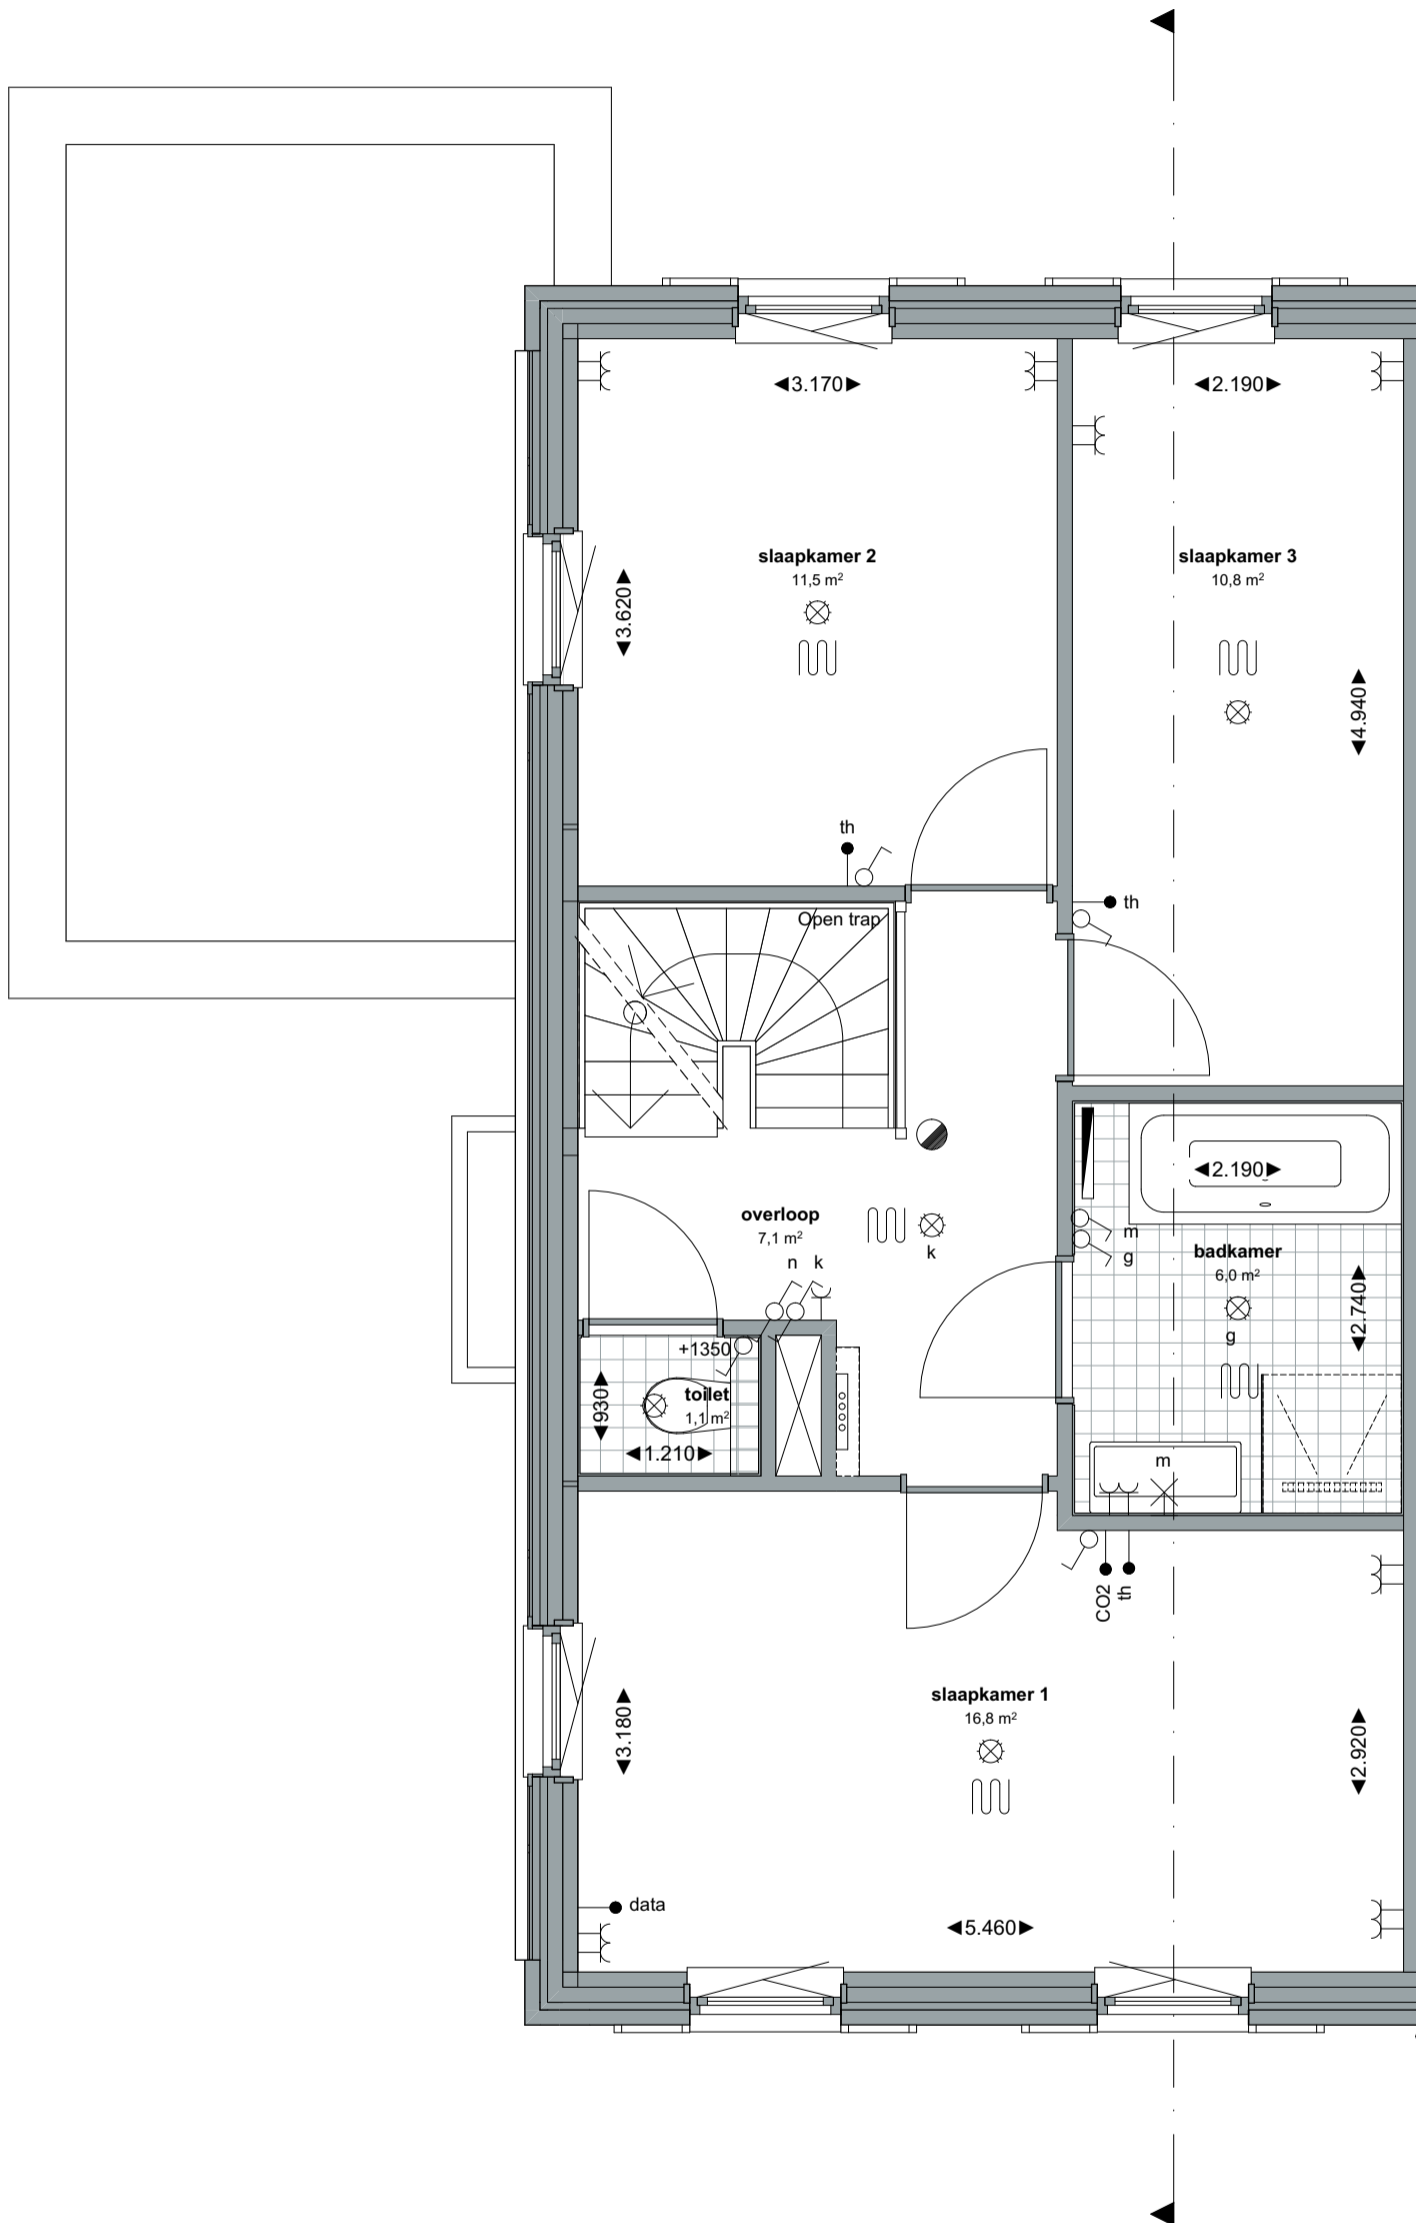 3.170
2.190
slaapkamer 2
11,5 m²
slaapkamer 3
10,8 m²
3.620
4.940
th
th
Open trap
2.190
overloop
7,1 m²
n k
k
m
g
badkamer
6,0 m²
g
2.740
+1350
toilet
1,1 m²
930
1.210
m
CO2
th
slaapkamer 1
16,8 m²
3.180
2.920
data
5.460